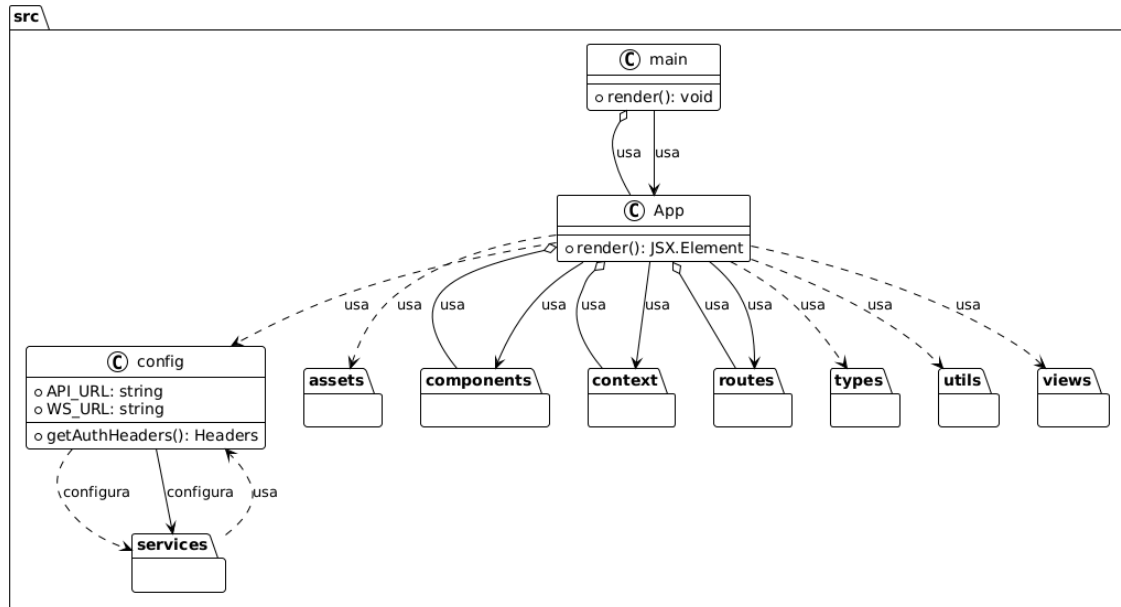 src
C main
render(): void
usa
usa
C App
render(): JSX.Element
usa
usa
usa
usa
usa
usa
usa
usa
usa
usa
usa
C config
API_URL: string
WS_URL: string
getAuthHeaders(): Headers
assets
components
context
routes
types
utils
views
configura
configura
usa
services